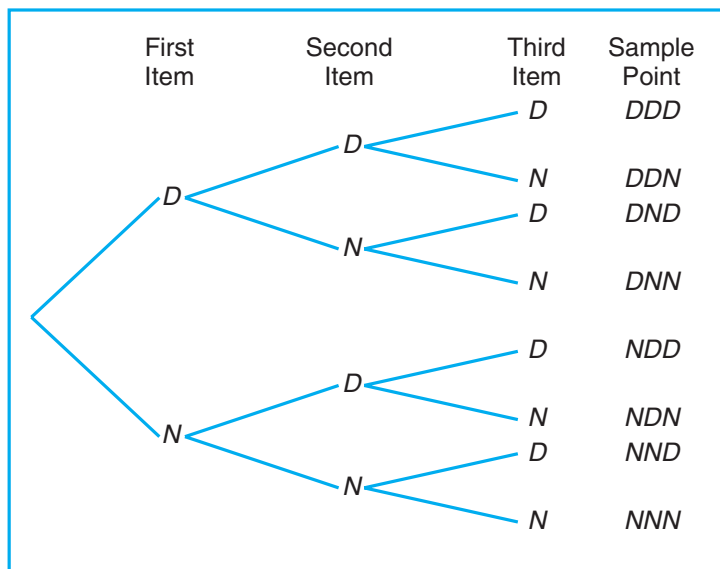 First Second Third Sample
Item Item Item Point
D DDD
D
N DDN
D
D DND
N
N DNN
D NDD
D
N NDN
N
D NND
N
N NNN